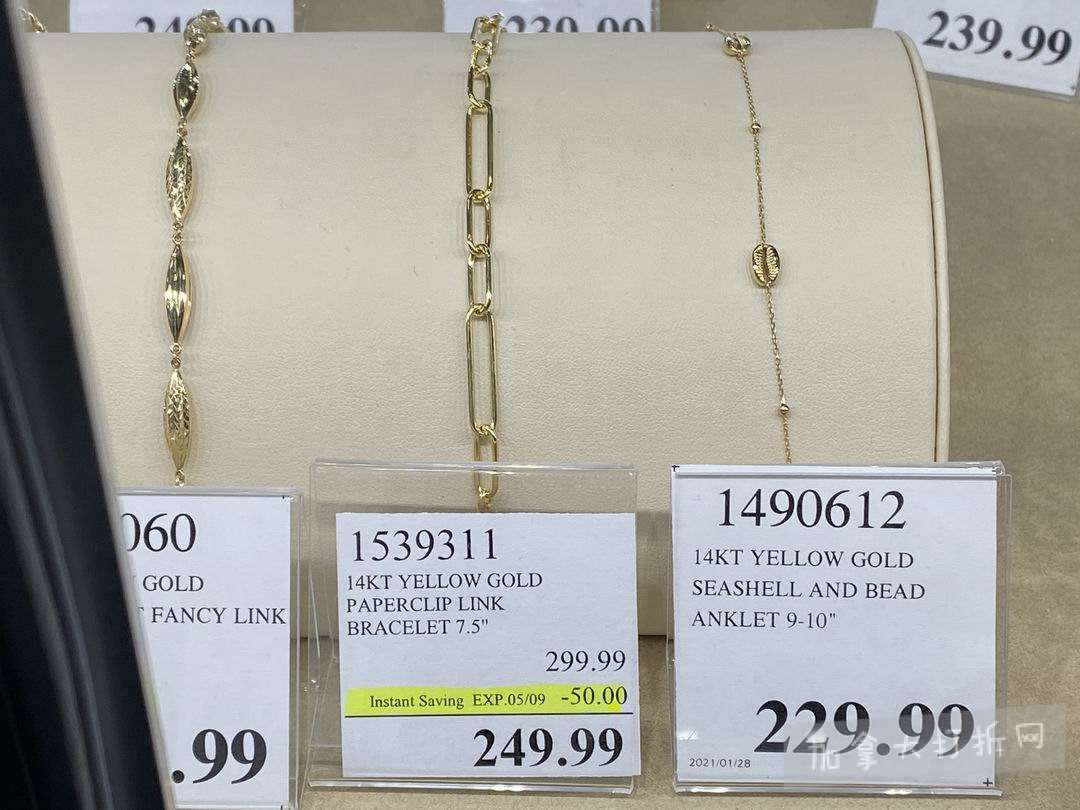 239.99
239.99
060
GOLD
FANCY LINK
.99
1539311
14KT YELLOW GOLD
PAPERCLIP LINK
BRACELET 7.5"
299.99
Instant Saving EXP.05/09 -50.00
249.99
1490612
14KT YELLOW GOLD
SEASHELL AND BEAD
ANKLET 9-10"
229.99
2021/01/28
加拿大打折网